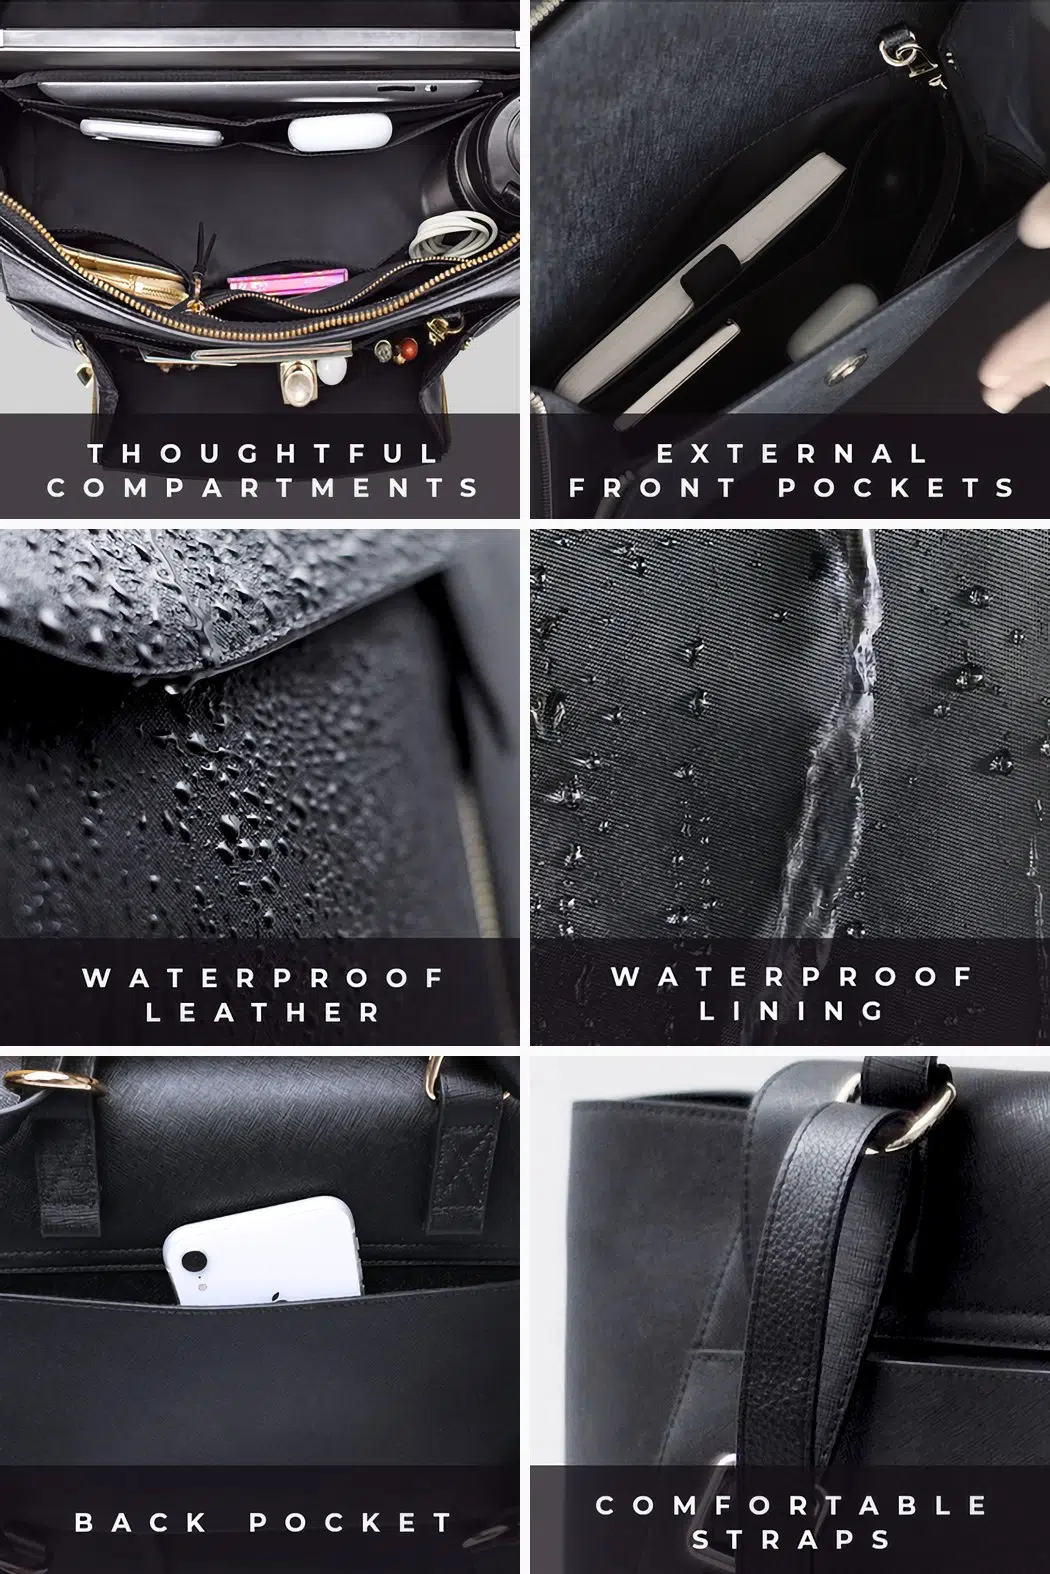 THOUGHTFUL
COMPARTMENTS
EXTERNAL
FRONT POCKETS
WATERPROOF
LEATHER
WATERPROOF
LINING
BACK POCKET
COMFORTABLE
STRAPS